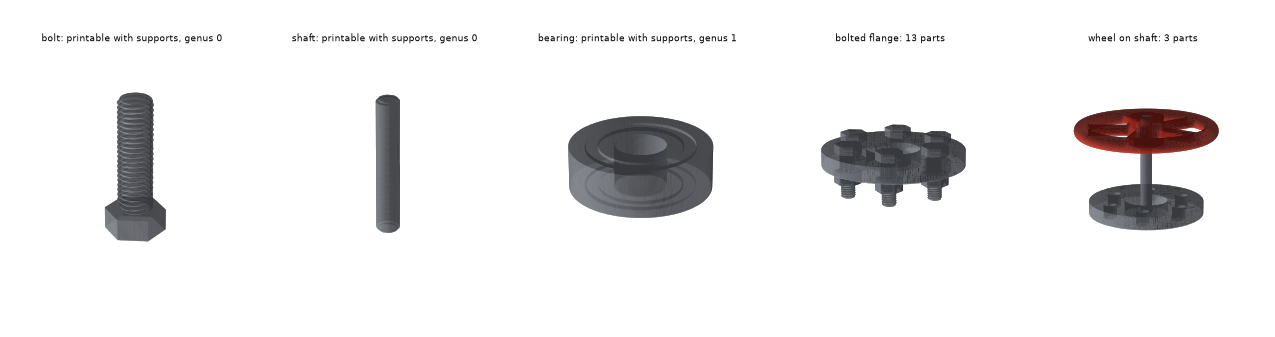 bolt: printable with supports, genus 0
shaft: printable with supports, genus 0
bearing: printable with supports, genus 1
bolted flange: 13 parts
wheel on shaft: 3 parts